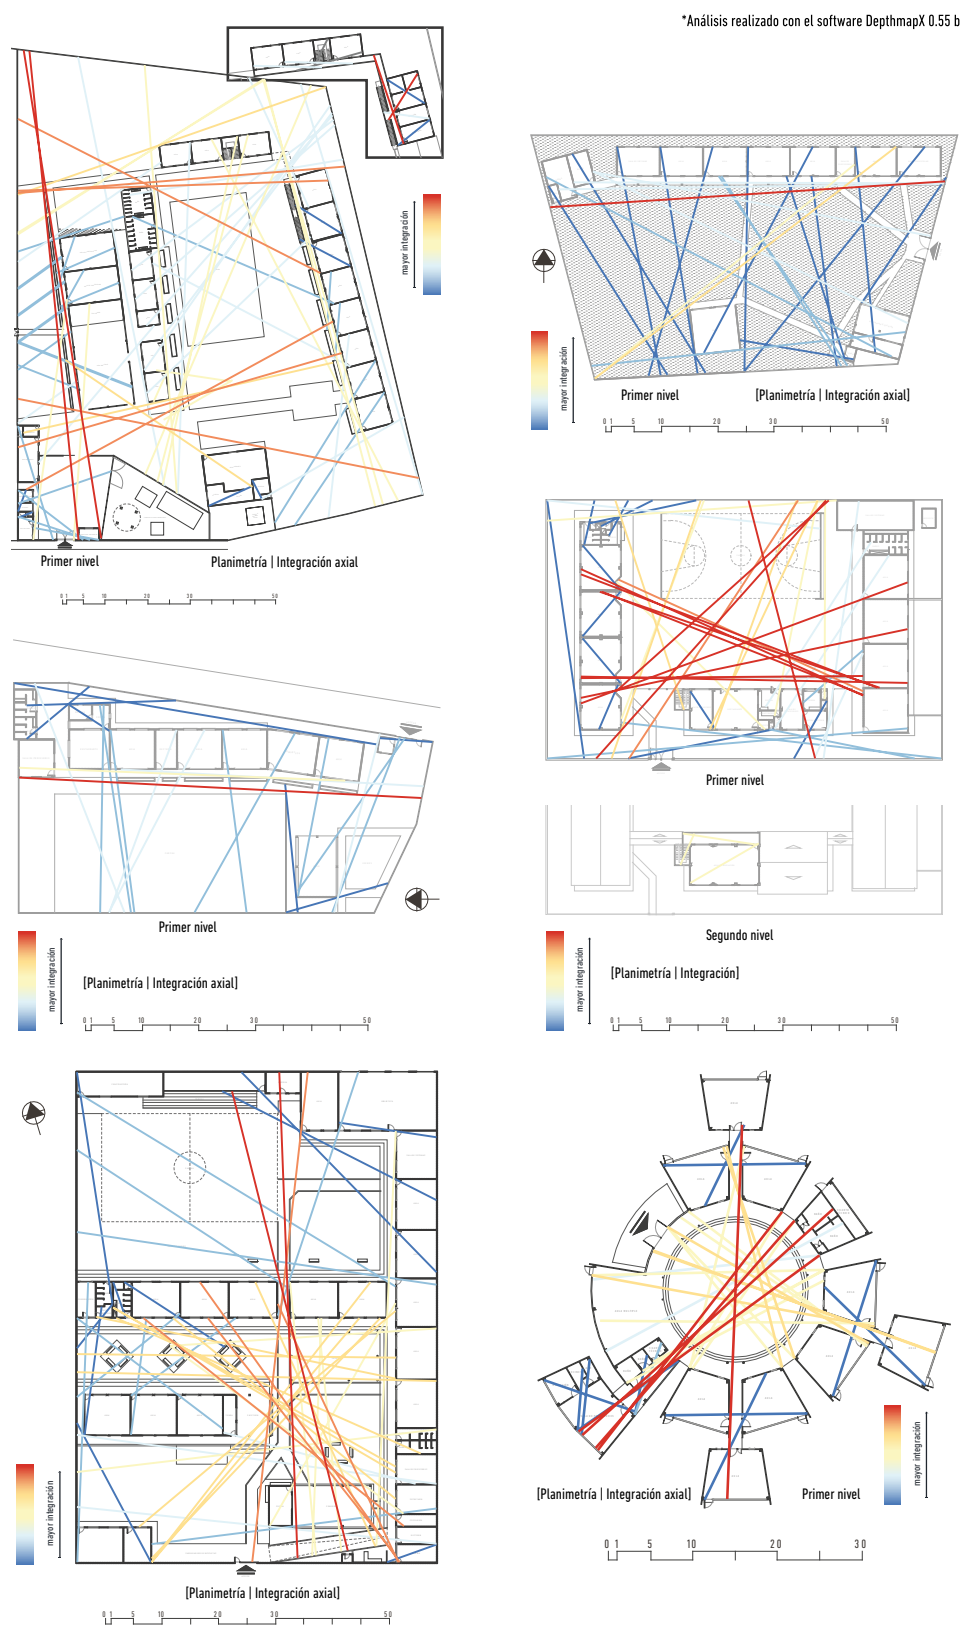 *Análisis realizado con el software DepthmapX 0.55 b
mayor integración
Primer nivel
Planimetría | Integración axial
0 1 5 10 20 30 50
mayor integración
Primer nivel
[Planimetría | Integración axial]
0 1 5 10 20 30 50
Primer nivel
mayor integración
[Planimetría | Integración axial]
0 1 5 10 20 30 50
Primer nivel
Segundo nivel
mayor integración
[Planimetría | Integración]
0 1 5 10 20 30 50
mayor integración
[Planimetría | Integración axial]
0 1 5 10 20 30 50
[Planimetría | Integración axial]
Primer nivel
mayor integración
0 1 5 10 20 30